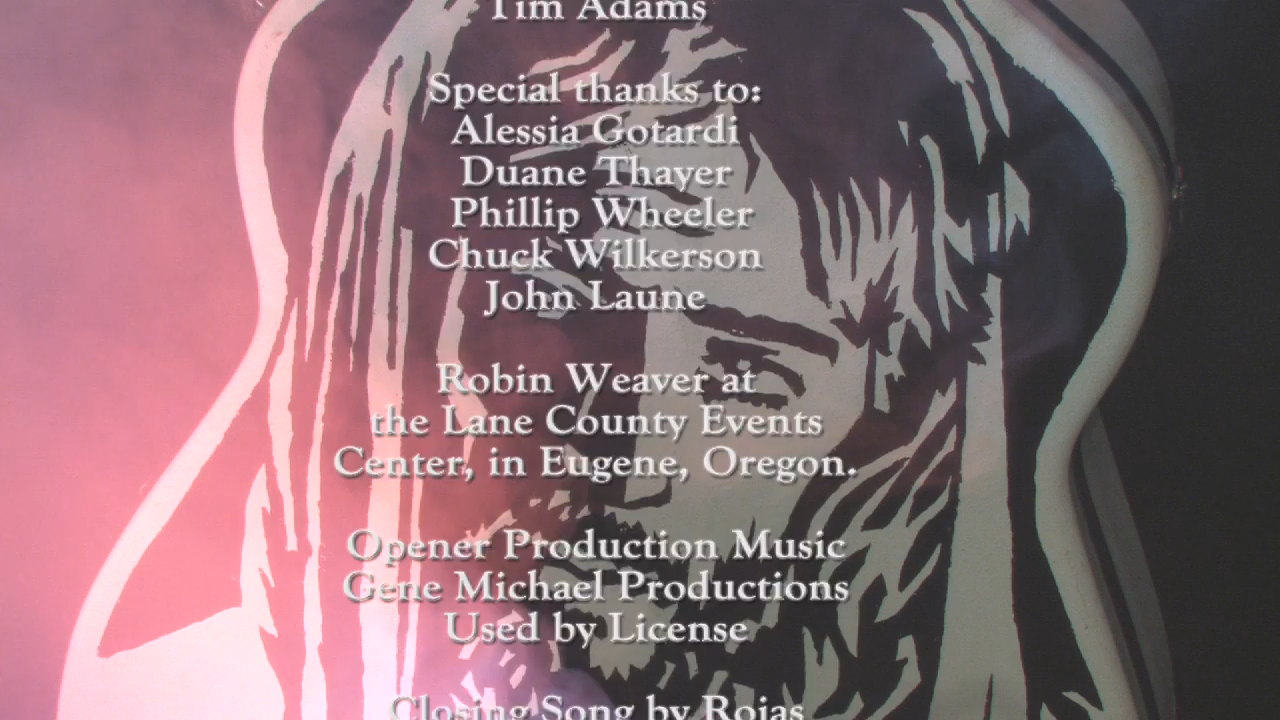 Tim Adams
Special thanks to:
Alessia Gotardi
Duane Thayer
Phillip Wheeler
Chuck Wilkerson
John Laune
Robin Weaver at
the Lane County Events
Center, in Eugene, Oregon.
Opener Production Music
Gene Michael Productions
Used by License
Closing Song by Rojas